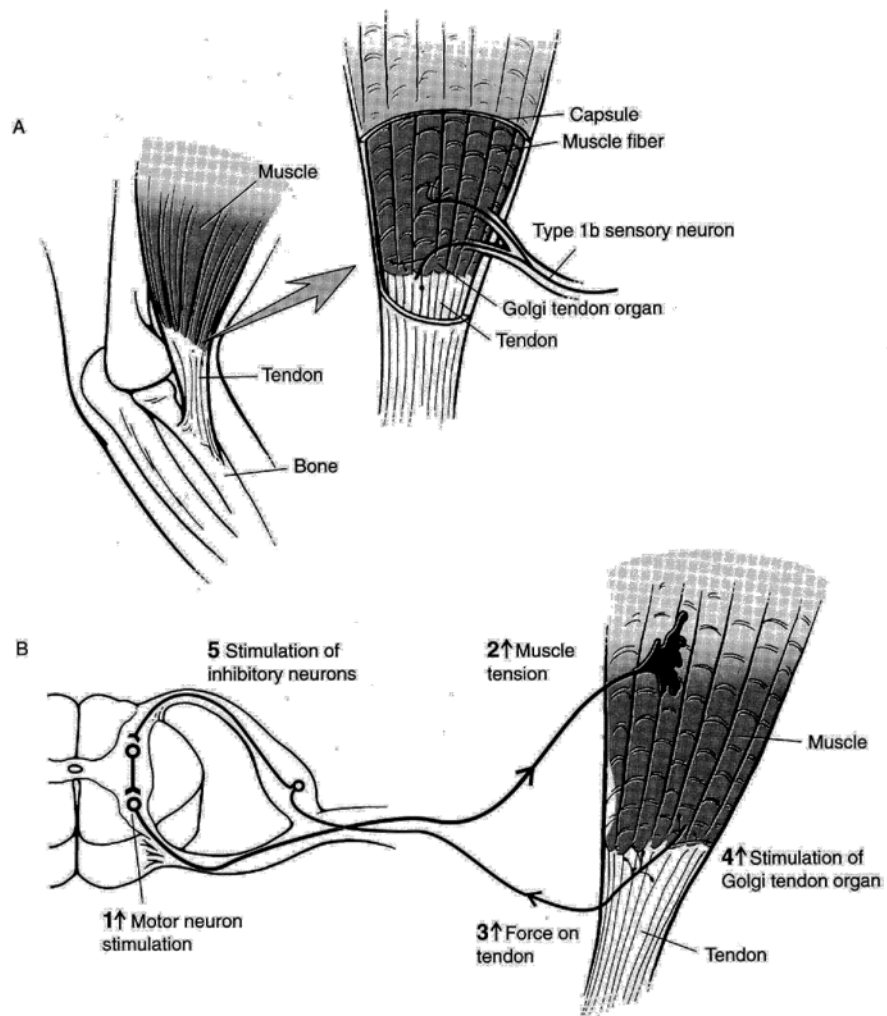 A
Capsule
Muscle fiber
Muscle
Type 1b sensory neuron
Golgi tendon organ
Tendon
Tendon
Bone
B
5 Stimulation of
inhibitory neurons
2↑ Muscle
tension
Muscle
4↑ Stimulation of
Golgi tendon organ
1↑ Motor neuron
stimulation
3↑ Force on
tendon
Tendon